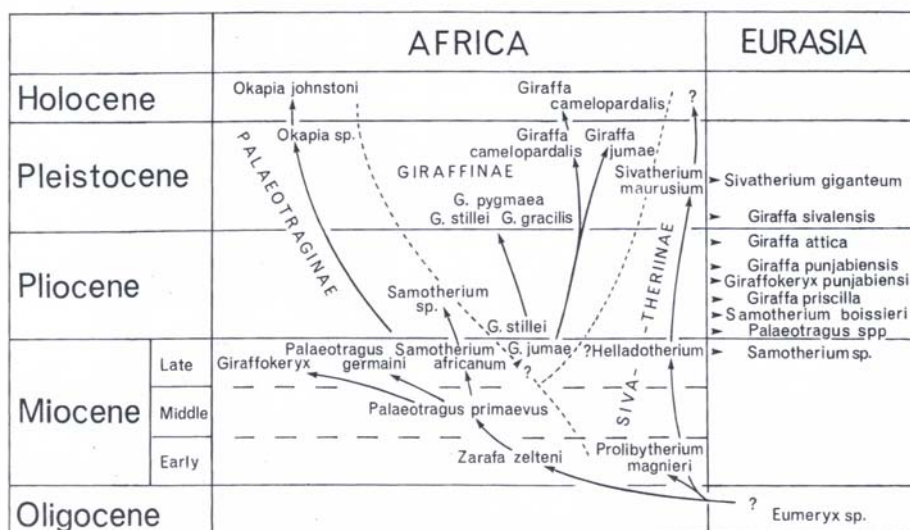 AFRICA
EURASIA
Holocene
Okapia johnstoni
Giraffa
camelopardalis
?
Pleistocene
Okapia sp.
Giraffa
camelopardalis
Giraffa
jumae
PALAEOTRAGINAE
GIRAFFINAE
Sivatherium
maurusium
G. pygmaea
G. stillei G. gracilis
Sivatherium giganteum
Giraffa sivalensis
Pliocene
Samotherium
sp.
G. stillei
SIVA-THERIINAE
Giraffa attica
Giraffa punjabiensis
Giraffokeryx punjabiensi
Giraffa priscilla
Samotherium boissieri
Palaeotragus spp
Miocene
Late
Giraffokeryx
Palaeotragus
germaini
Samotherium
africanum
G. jumae
?
?Helladotherium
Samotherium sp.
Middle
Palaeotragus primaevus
Early
Zarafa zelteni
Prolibytherium
magnieri
Oligocene
?
Eumeryx sp.